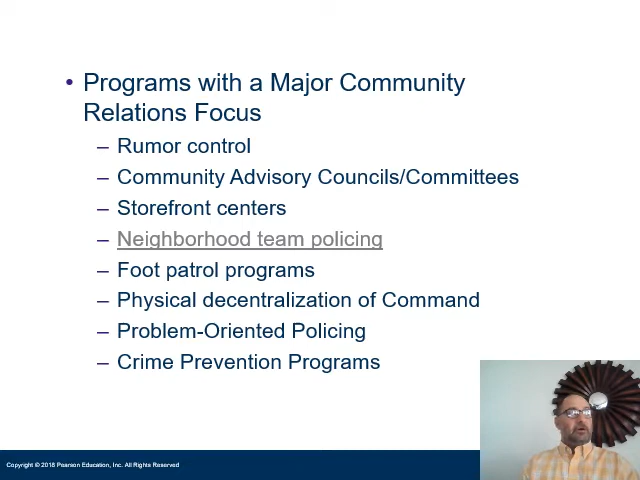 • Programs with a Major Community
Relations Focus
– Rumor control
– Community Advisory Councils/Committees
– Storefront centers
– Neighborhood team policing
– Foot patrol programs
– Physical decentralization of Command
– Problem-Oriented Policing
– Crime Prevention Programs
Copyright © 2018 Pearson Education, Inc. All Rights Reserved